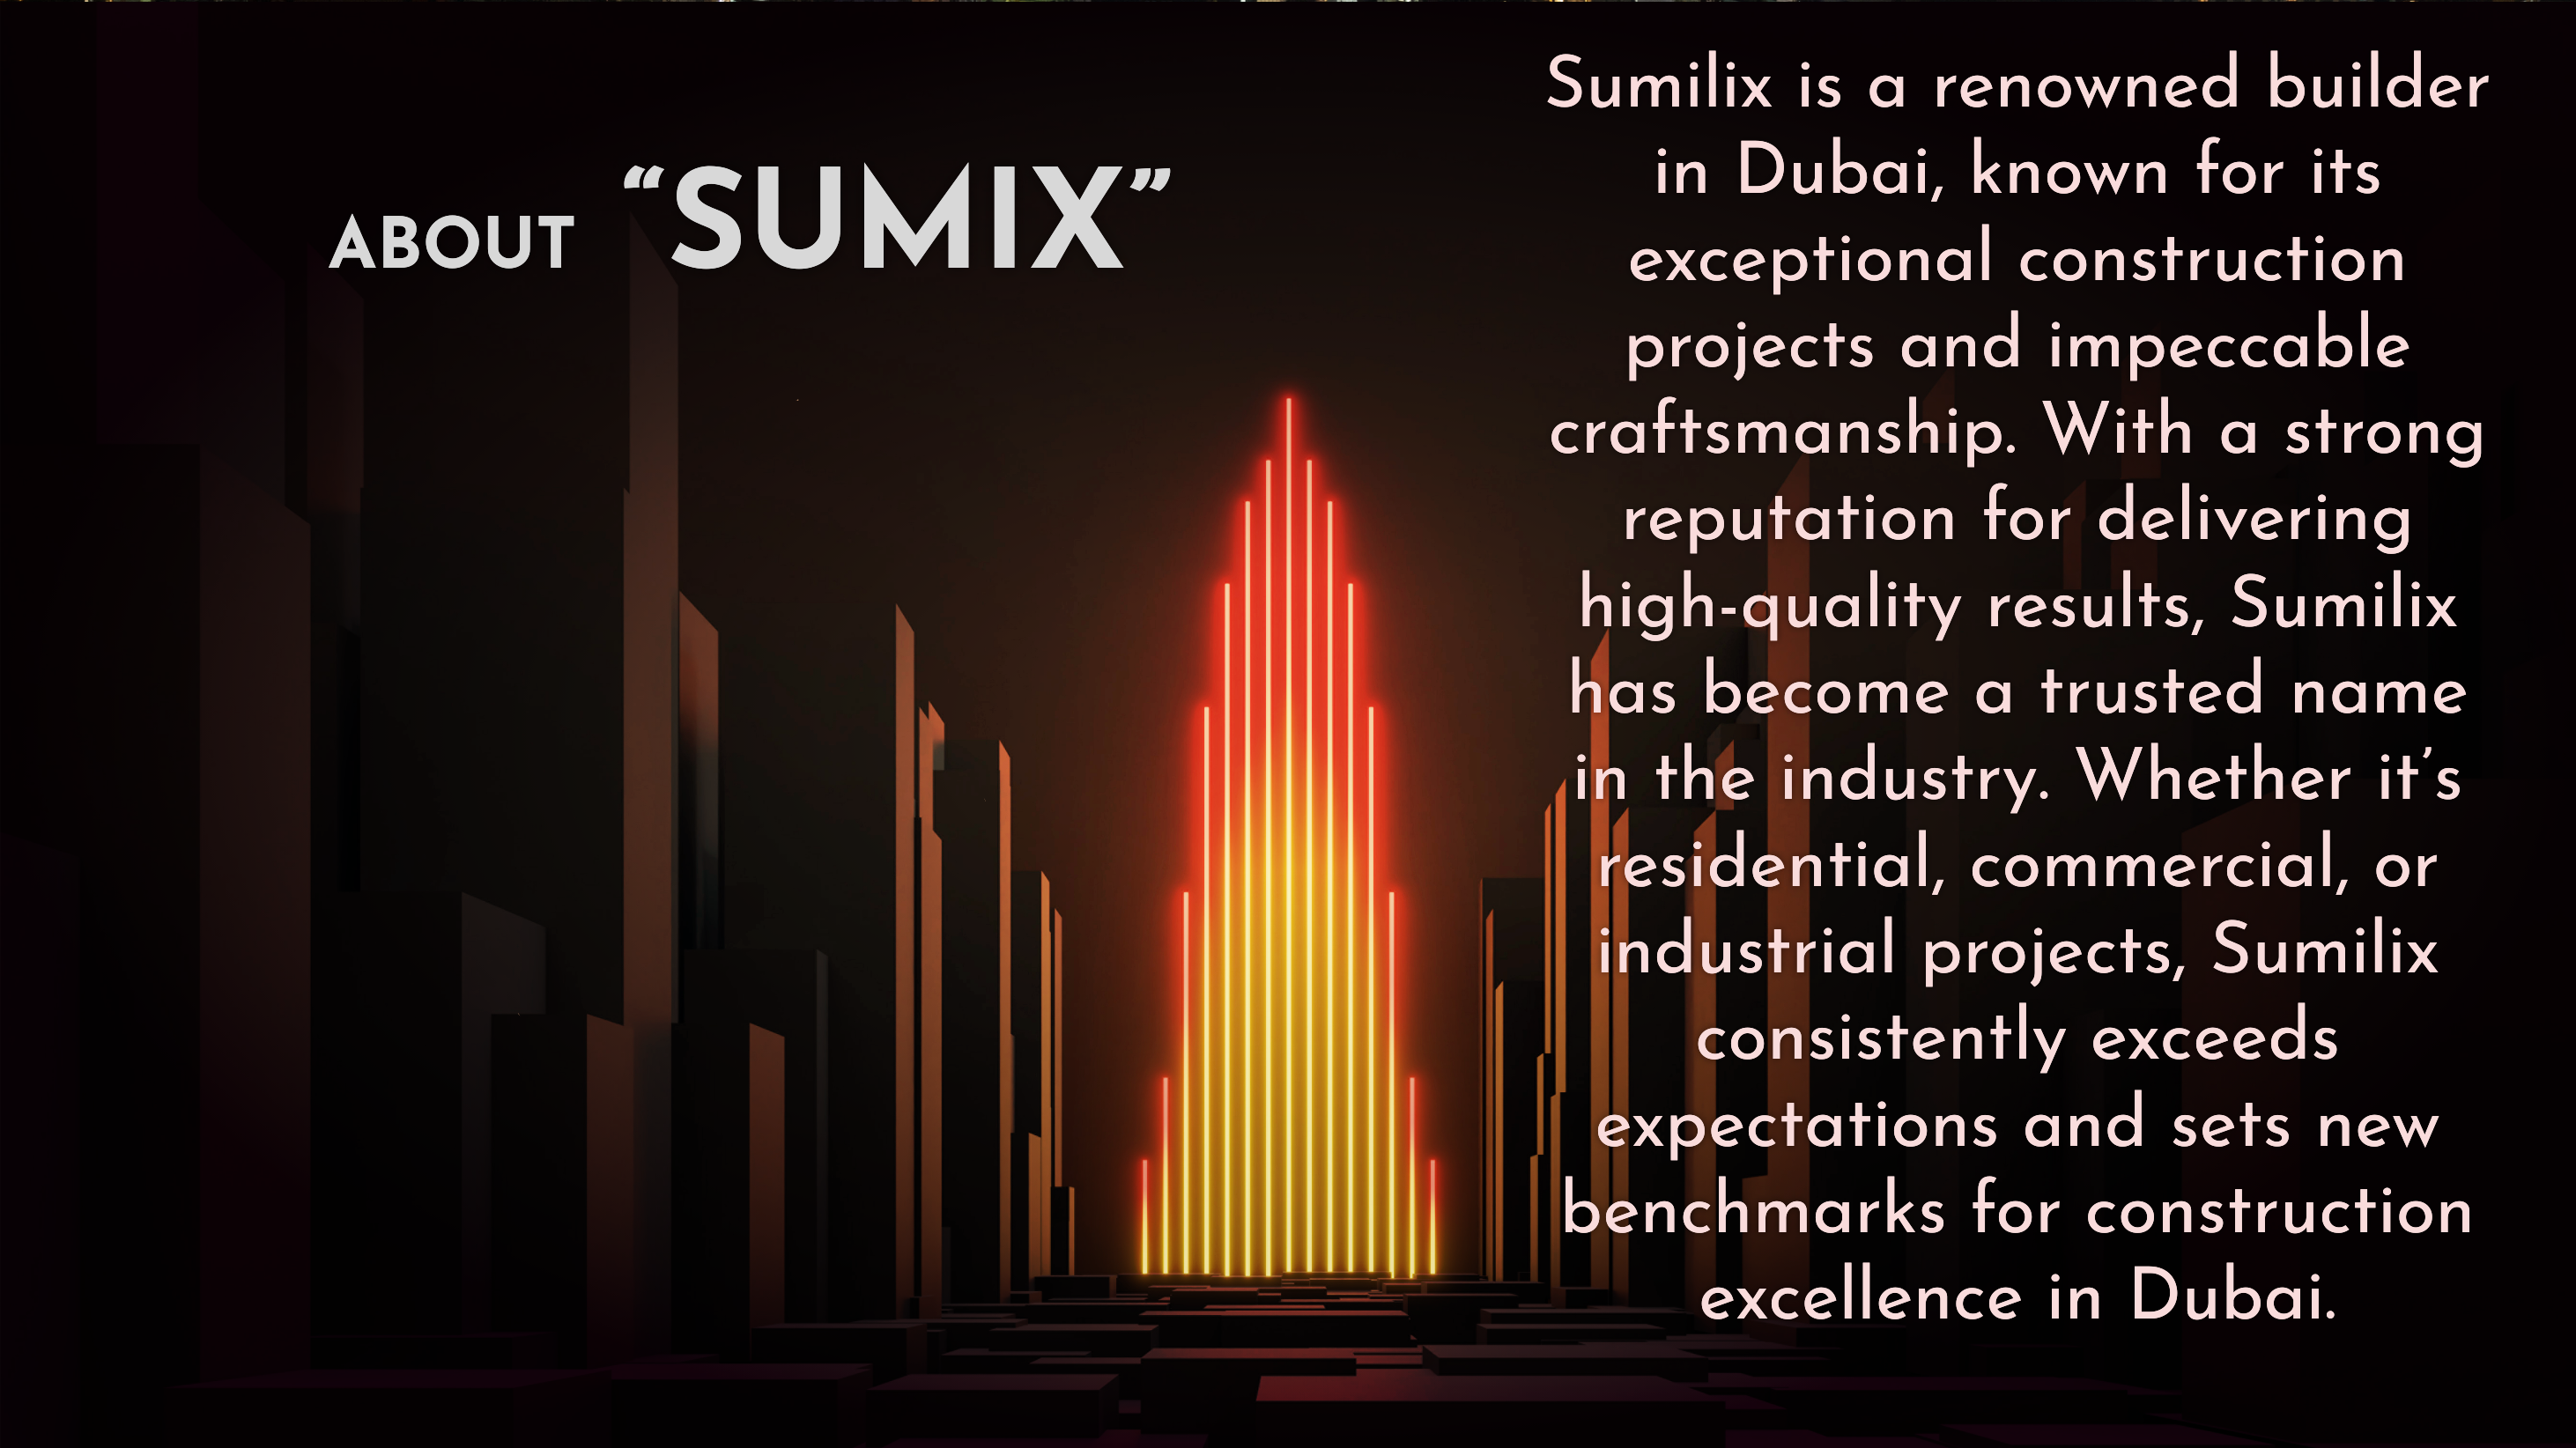 ABOUT “SUMIX”
Sumilix is a renowned builder
in Dubai, known for its
exceptional construction
projects and impeccable
craftsmanship. With a strong
reputation for delivering
high-quality results, Sumilix
has become a trusted name
in the industry. Whether it’s
residential, commercial, or
industrial projects, Sumilix
consistently exceeds
expectations and sets new
benchmarks for construction
excellence in Dubai.